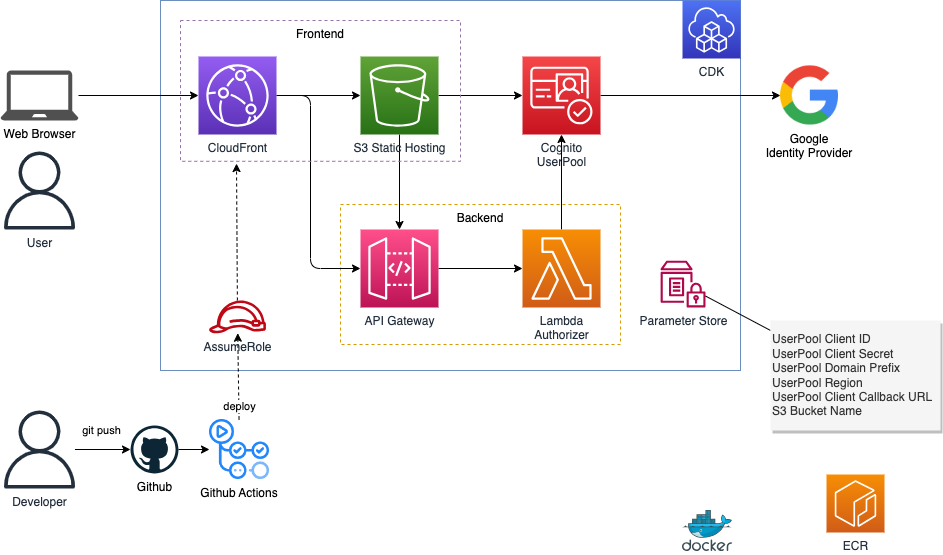 Frontend
CDK
Web Browser
CloudFront
S3 Static Hosting
Cognito
UserPool
Google
Identity Provider
User
Backend
API Gateway
Lambda
Authorizer
Parameter Store
UserPool Client ID
UserPool Client Secret
UserPool Domain Prefix
UserPool Region
UserPool Client Callback URL
S3 Bucket Name
AssumeRole
deploy
git push
Developer
Github
Github Actions
docker
ECR